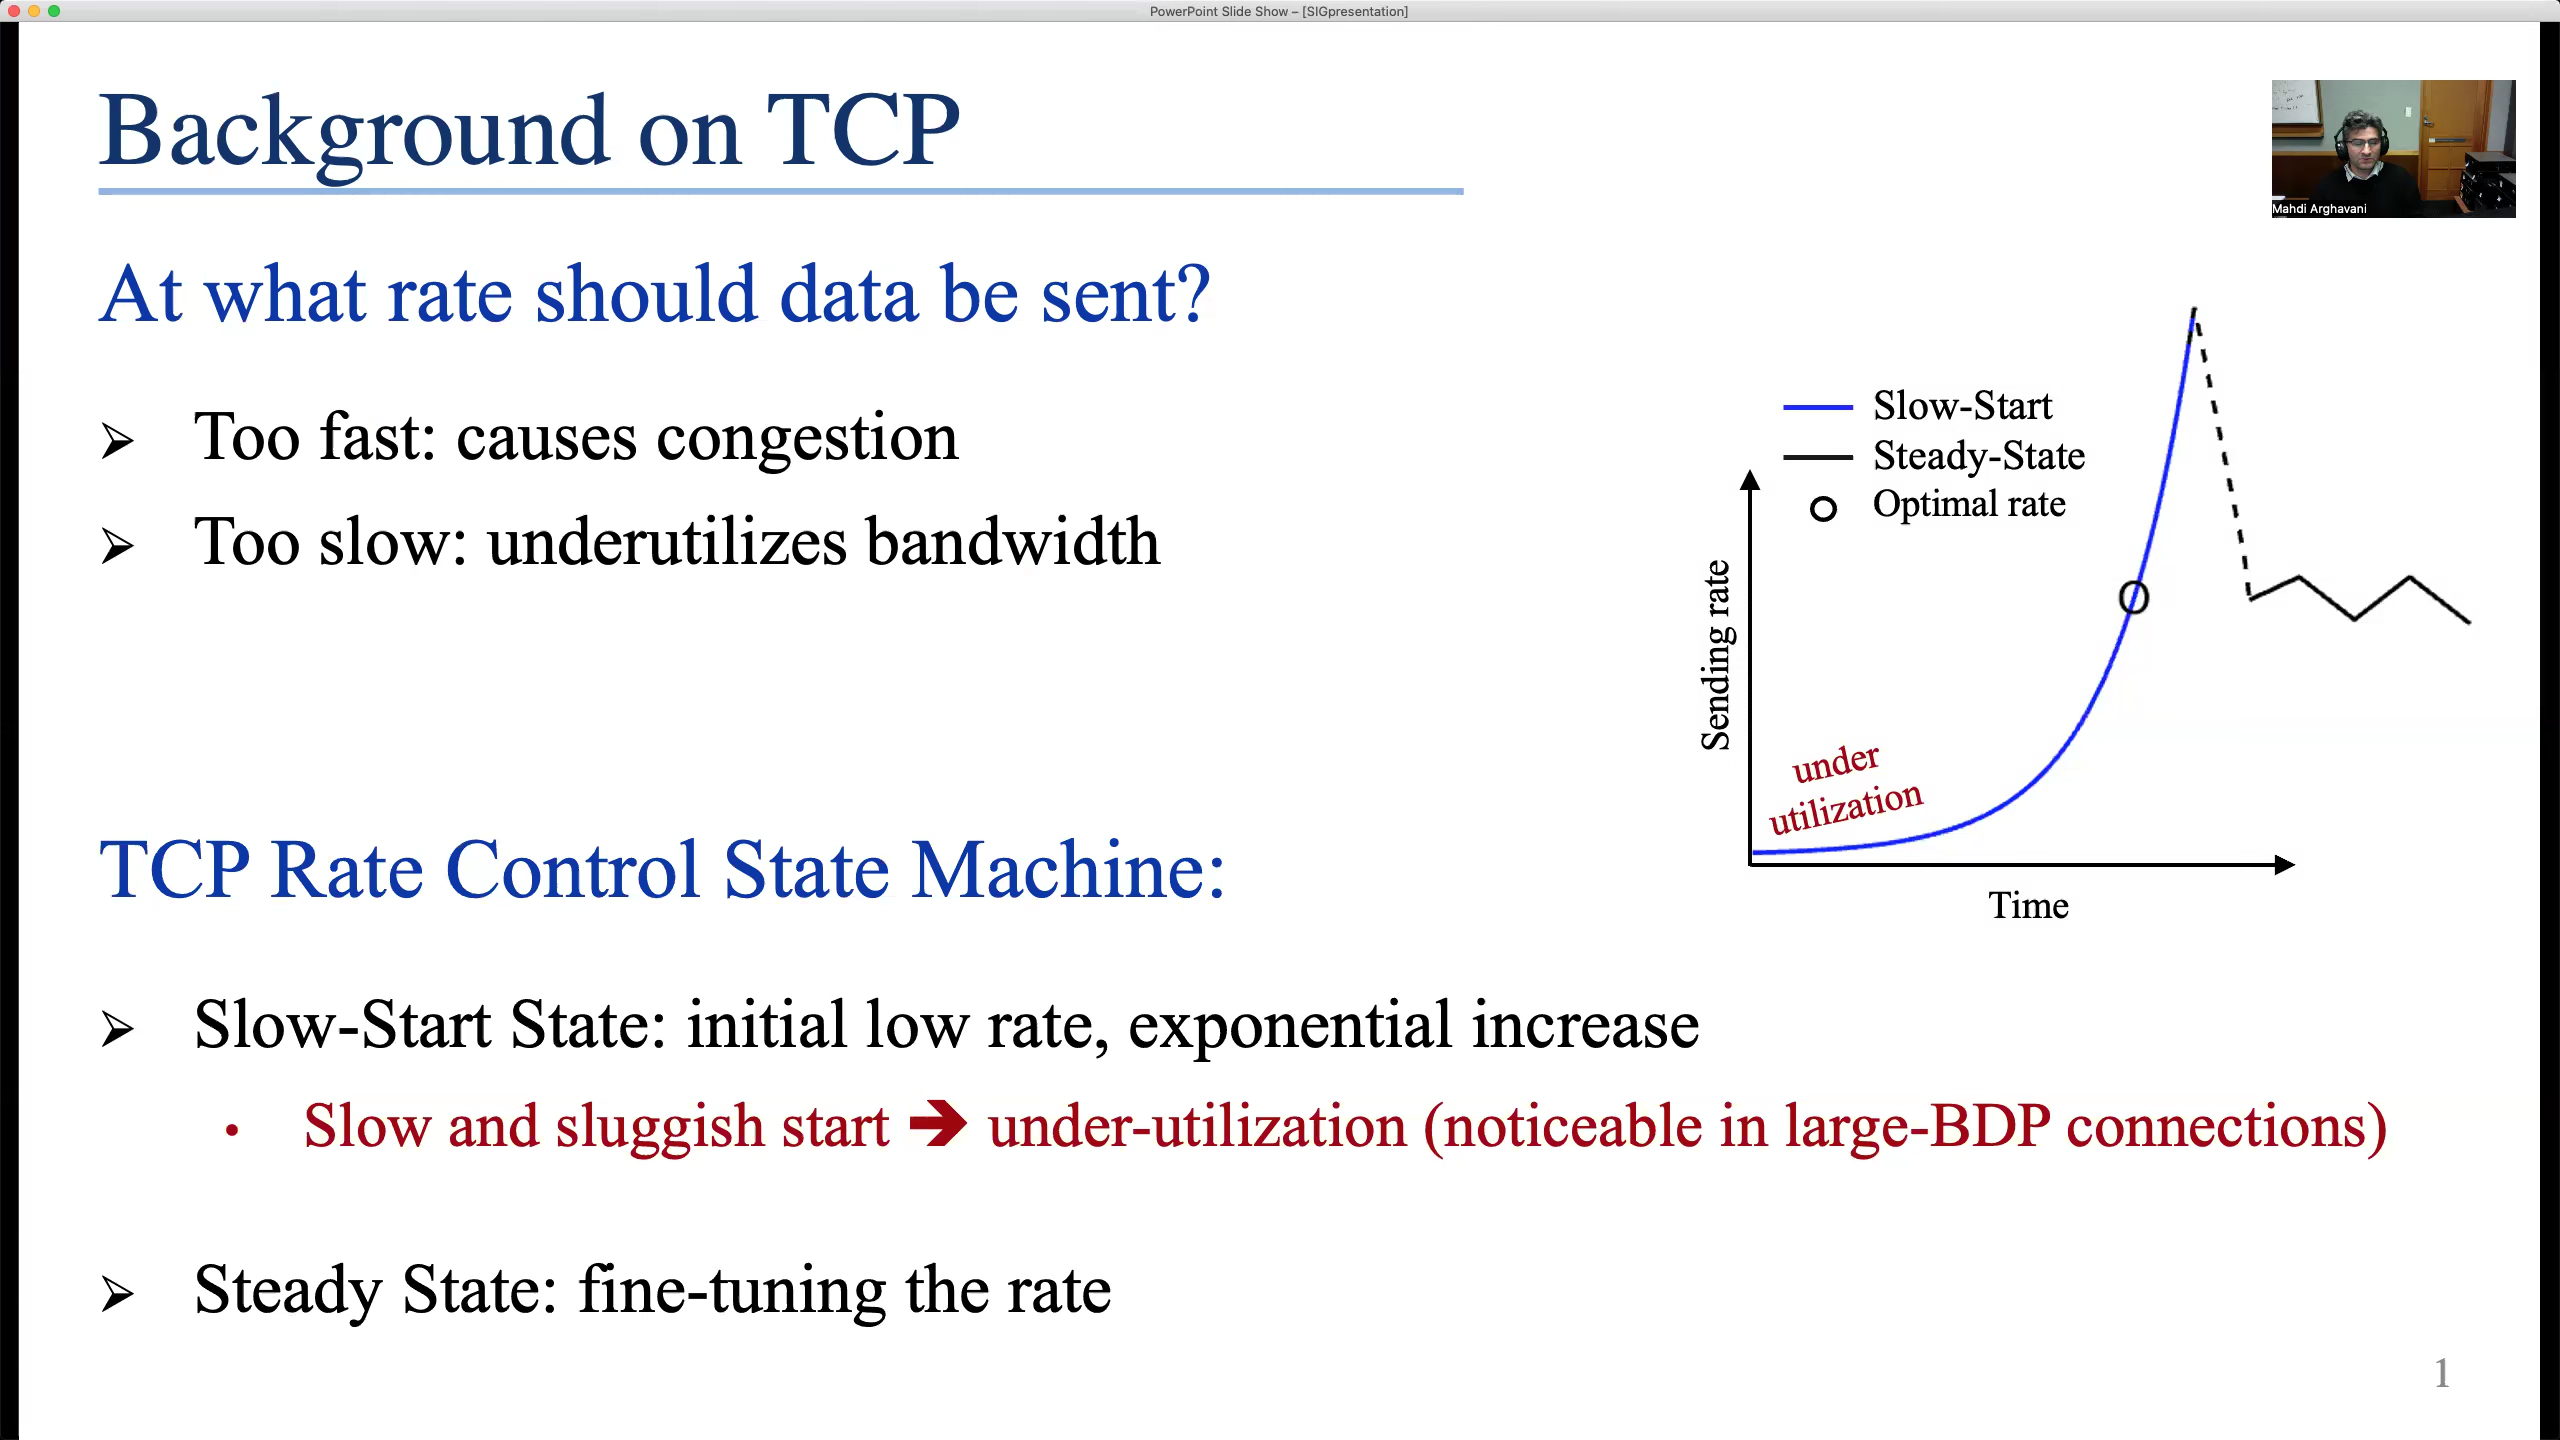 PowerPoint Slide Show – [SIGpresentation]
Background on TCP
Mahdi Arghavani
At what rate should data be sent?
➢ Too fast: causes congestion
➢ Too slow: underutilizes bandwidth
Slow-Start
Steady-State
Optimal rate
Sending rate
under
utilization
Time
TCP Rate Control State Machine:
➢ Slow-Start State: initial low rate, exponential increase
• Slow and sluggish start ➔ under-utilization (noticeable in large-BDP connections)
➢ Steady State: fine-tuning the rate
1